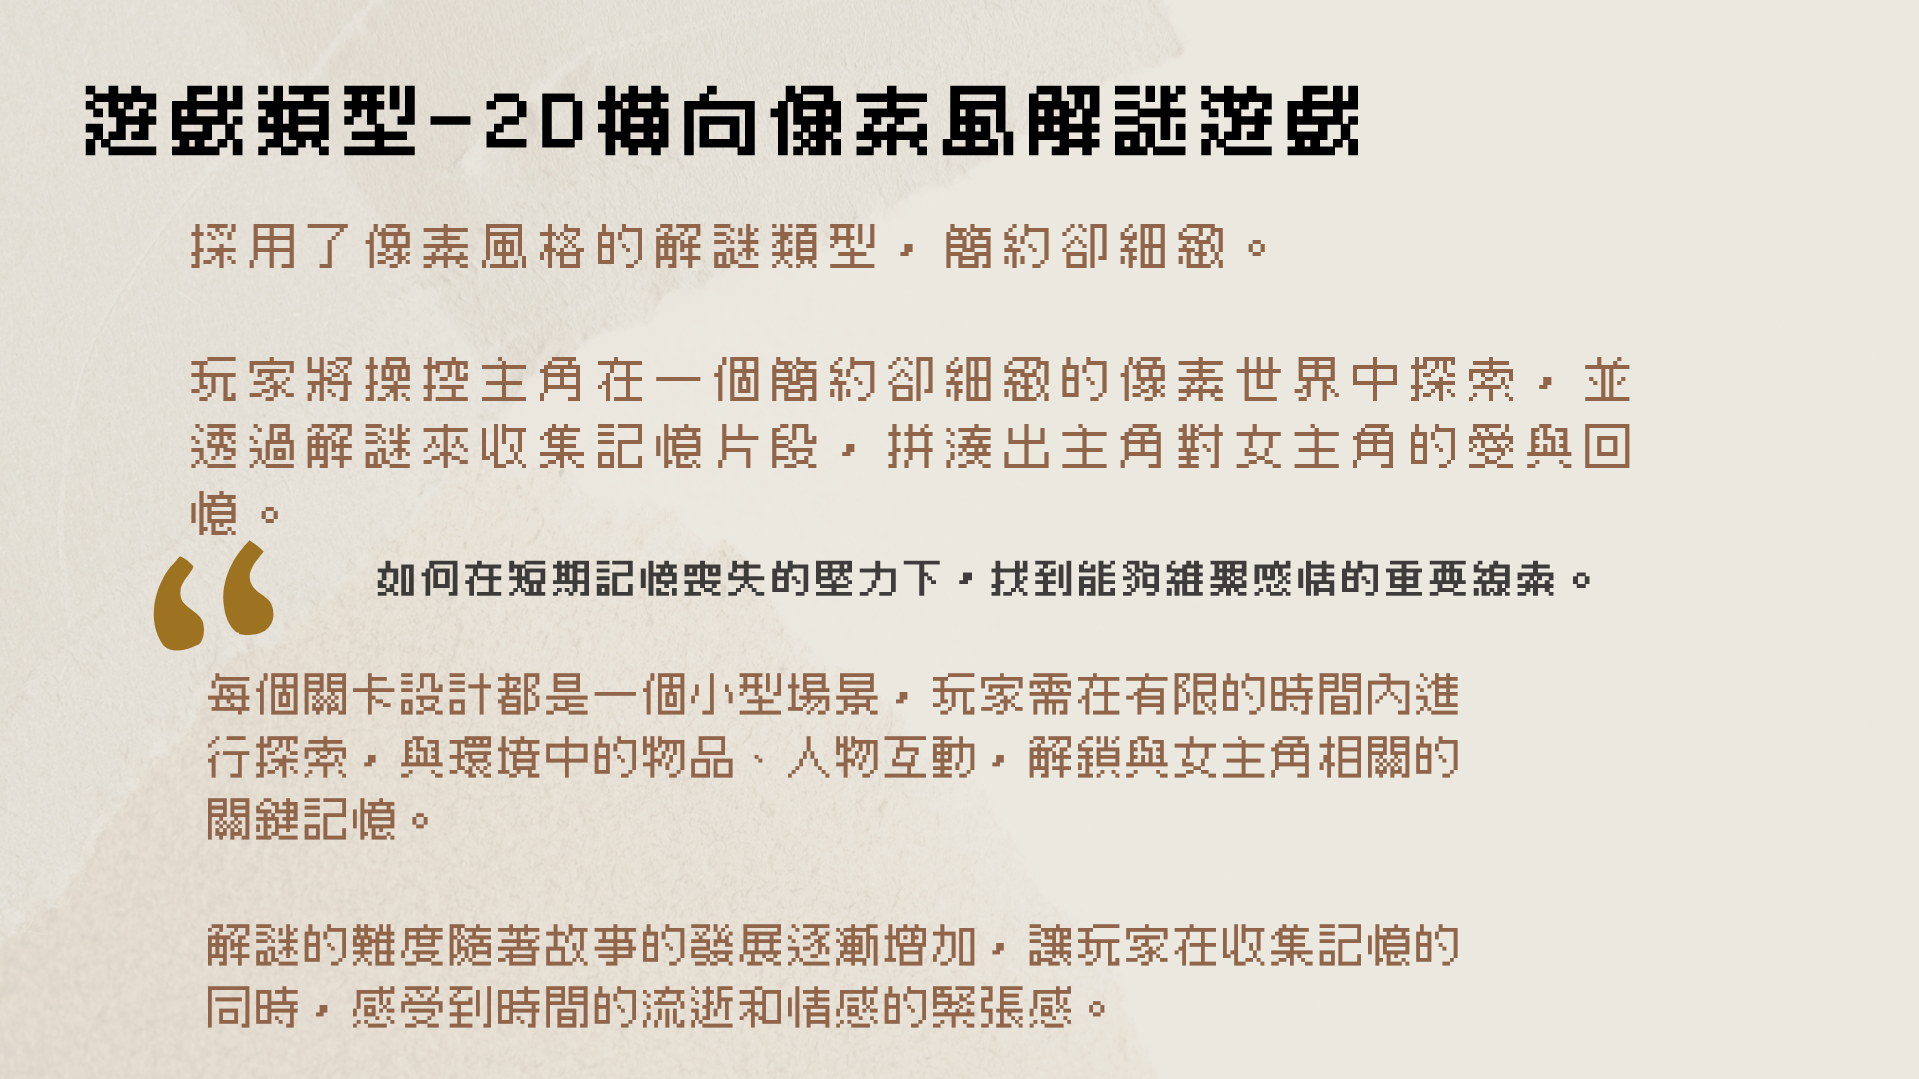 遊戲類型-2D橫向像素風解謎遊戲
採用了像素風格的解謎類型，簡約卻細緻。
玩家將操控主角在一個簡約卻細緻的像素世界中探索，並
透過解謎來收集記憶片段，拼湊出主角對女主角的愛與回
憶。
如何在短期記憶喪失的壓力下，找到能夠維繫感情的重要線索。
每個關卡設計都是一個小型場景，玩家需在有限的時間內進
行探索，與環境中的物品、人物互動，解鎖與女主角相關的
關鍵記憶。
解謎的難度隨著故事的發展逐漸增加，讓玩家在收集記憶的
同時，感受到時間的流逝和情感的緊張感。